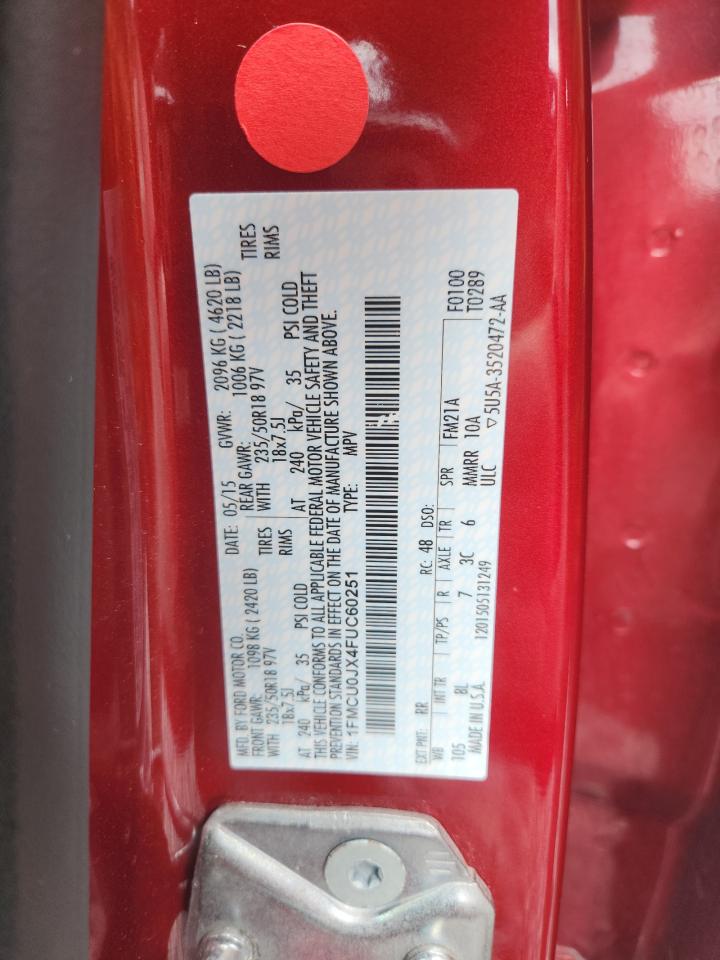 MFD. BY FORD MOTOR CO. DATE: 05/15 GVWR: 2096 KG ( 4620 LB)
FRONT GAWR: 1098 KG ( 2420 LB) REAR GAWR: 1006 KG ( 2218 LB)
WITH 235/50R18 97V TIRES WITH 235/50R18 97V TIRES
18x7.5J RIMS 18x7.5J RIMS
AT 240 kPa/ 35 PSI COLD AT 240 kPa/ 35 PSI COLD
THIS VEHICLE CONFORMS TO ALL APPLICABLE FEDERAL MOTOR VEHICLE SAFETY AND THEFT
PREVENTION STANDARDS IN EFFECT ON THE DATE OF MANUFACTURE SHOWN ABOVE.
VIN: 1FMCU0JX4FUC60251 TYPE: MPV
EXT PNT: RR RC: 48 DSO: F0100
WB INT TR TP/PS R AXLE TR SPR FM21A T0289
105 8L 7 3C 6 MMRR 10A
MADE IN U.S.A. 1201505131249 ULC ▽5U5A-3520472-AA